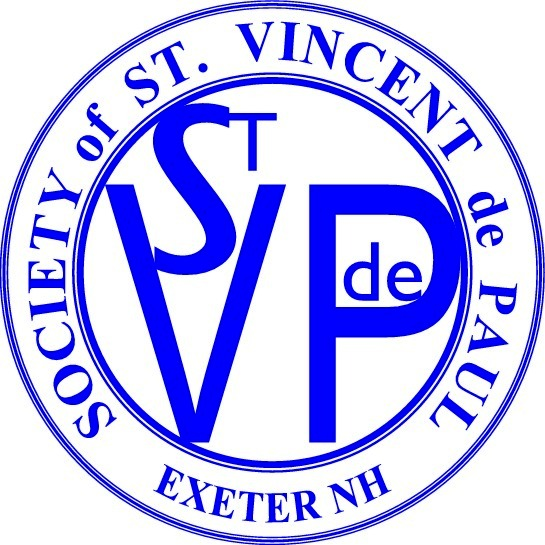 SOCIETY of ST. VINCENT de PAUL
ST
V P
de
EXETER NH